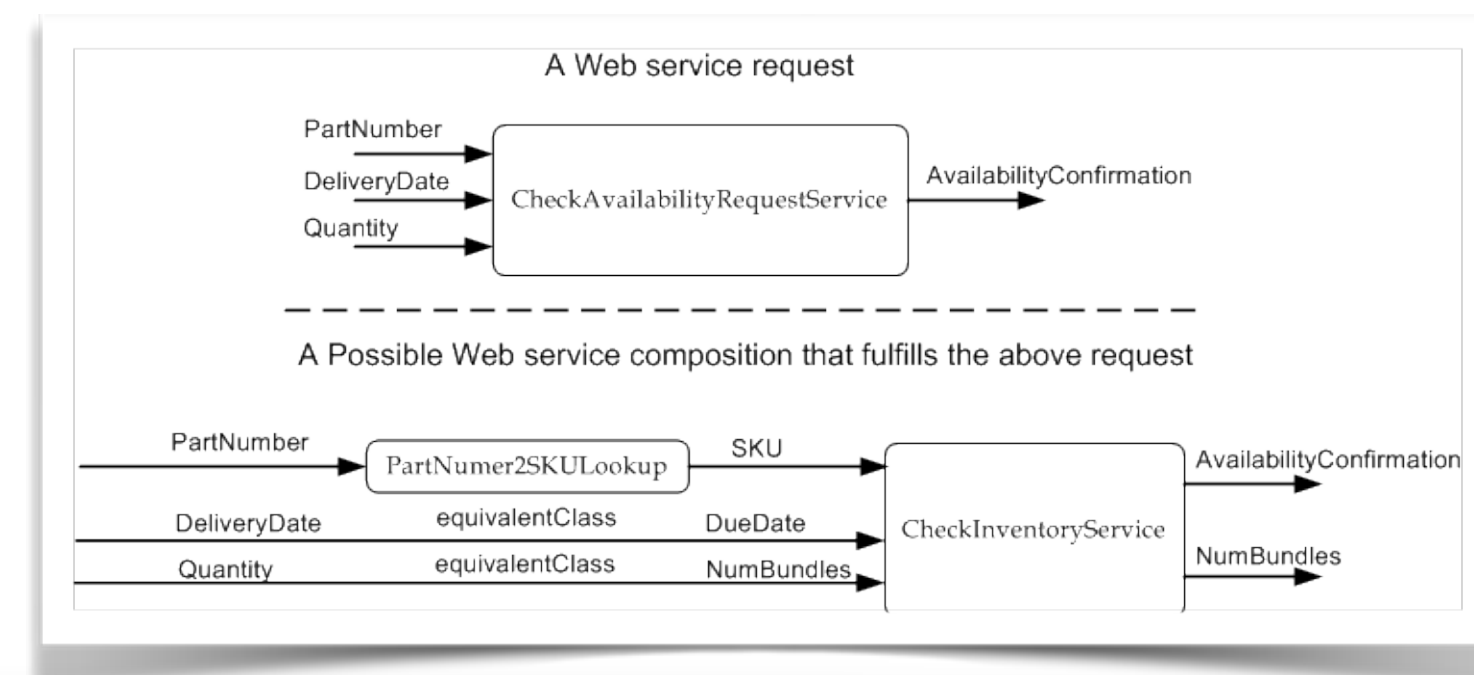 A Web service request
PartNumber
DeliveryDate
Quantity
CheckAvailabilityRequestService
AvailabilityConfirmation
A Possible Web service composition that fulfills the above request
PartNumber
PartNumer2SKULookup
SKU
DeliveryDate
equivalentClass
DueDate
Quantity
equivalentClass
NumBundles
CheckInventoryService
AvailabilityConfirmation
NumBundles